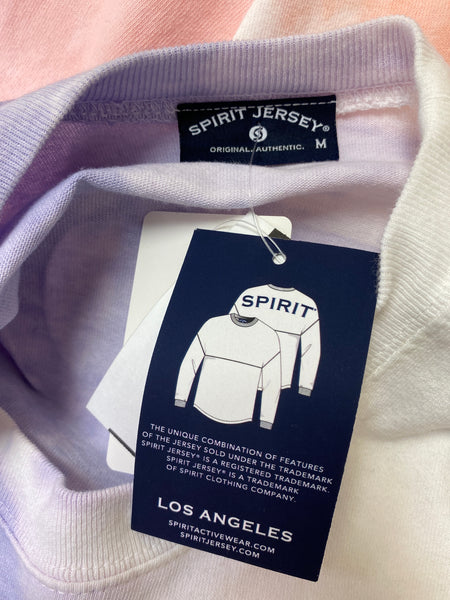 SPIRIT JERSEY®
ORIGINAL. AUTHENTIC.
M
SPIRIT
THE UNIQUE COMBINATION OF FEATURES
OF THE JERSEY SOLD UNDER THE TRADEMARK
SPIRIT JERSEY® IS A REGISTERED TRADEMARK.
SPIRIT JERSEY® IS A TRADEMARK
OF SPIRIT CLOTHING COMPANY.
LOS ANGELES
SPIRITACTIVEWEAR.COM
SPIRITJERSEY.COM